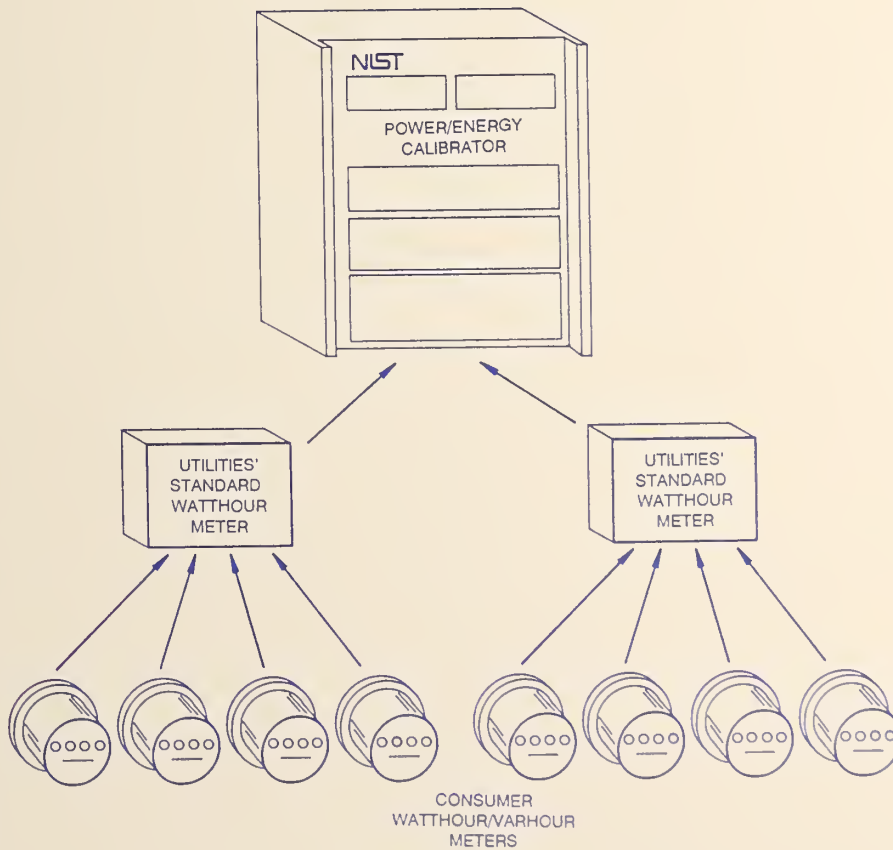 NIST
POWER/ENERGY
CALIBRATOR
UTILITIES'
STANDARD
WATTHOUR
METER
UTILITIES'
STANDARD
WATTHOUR
METER
CONSUMER
WATTHOUR/VARHOUR
METERS